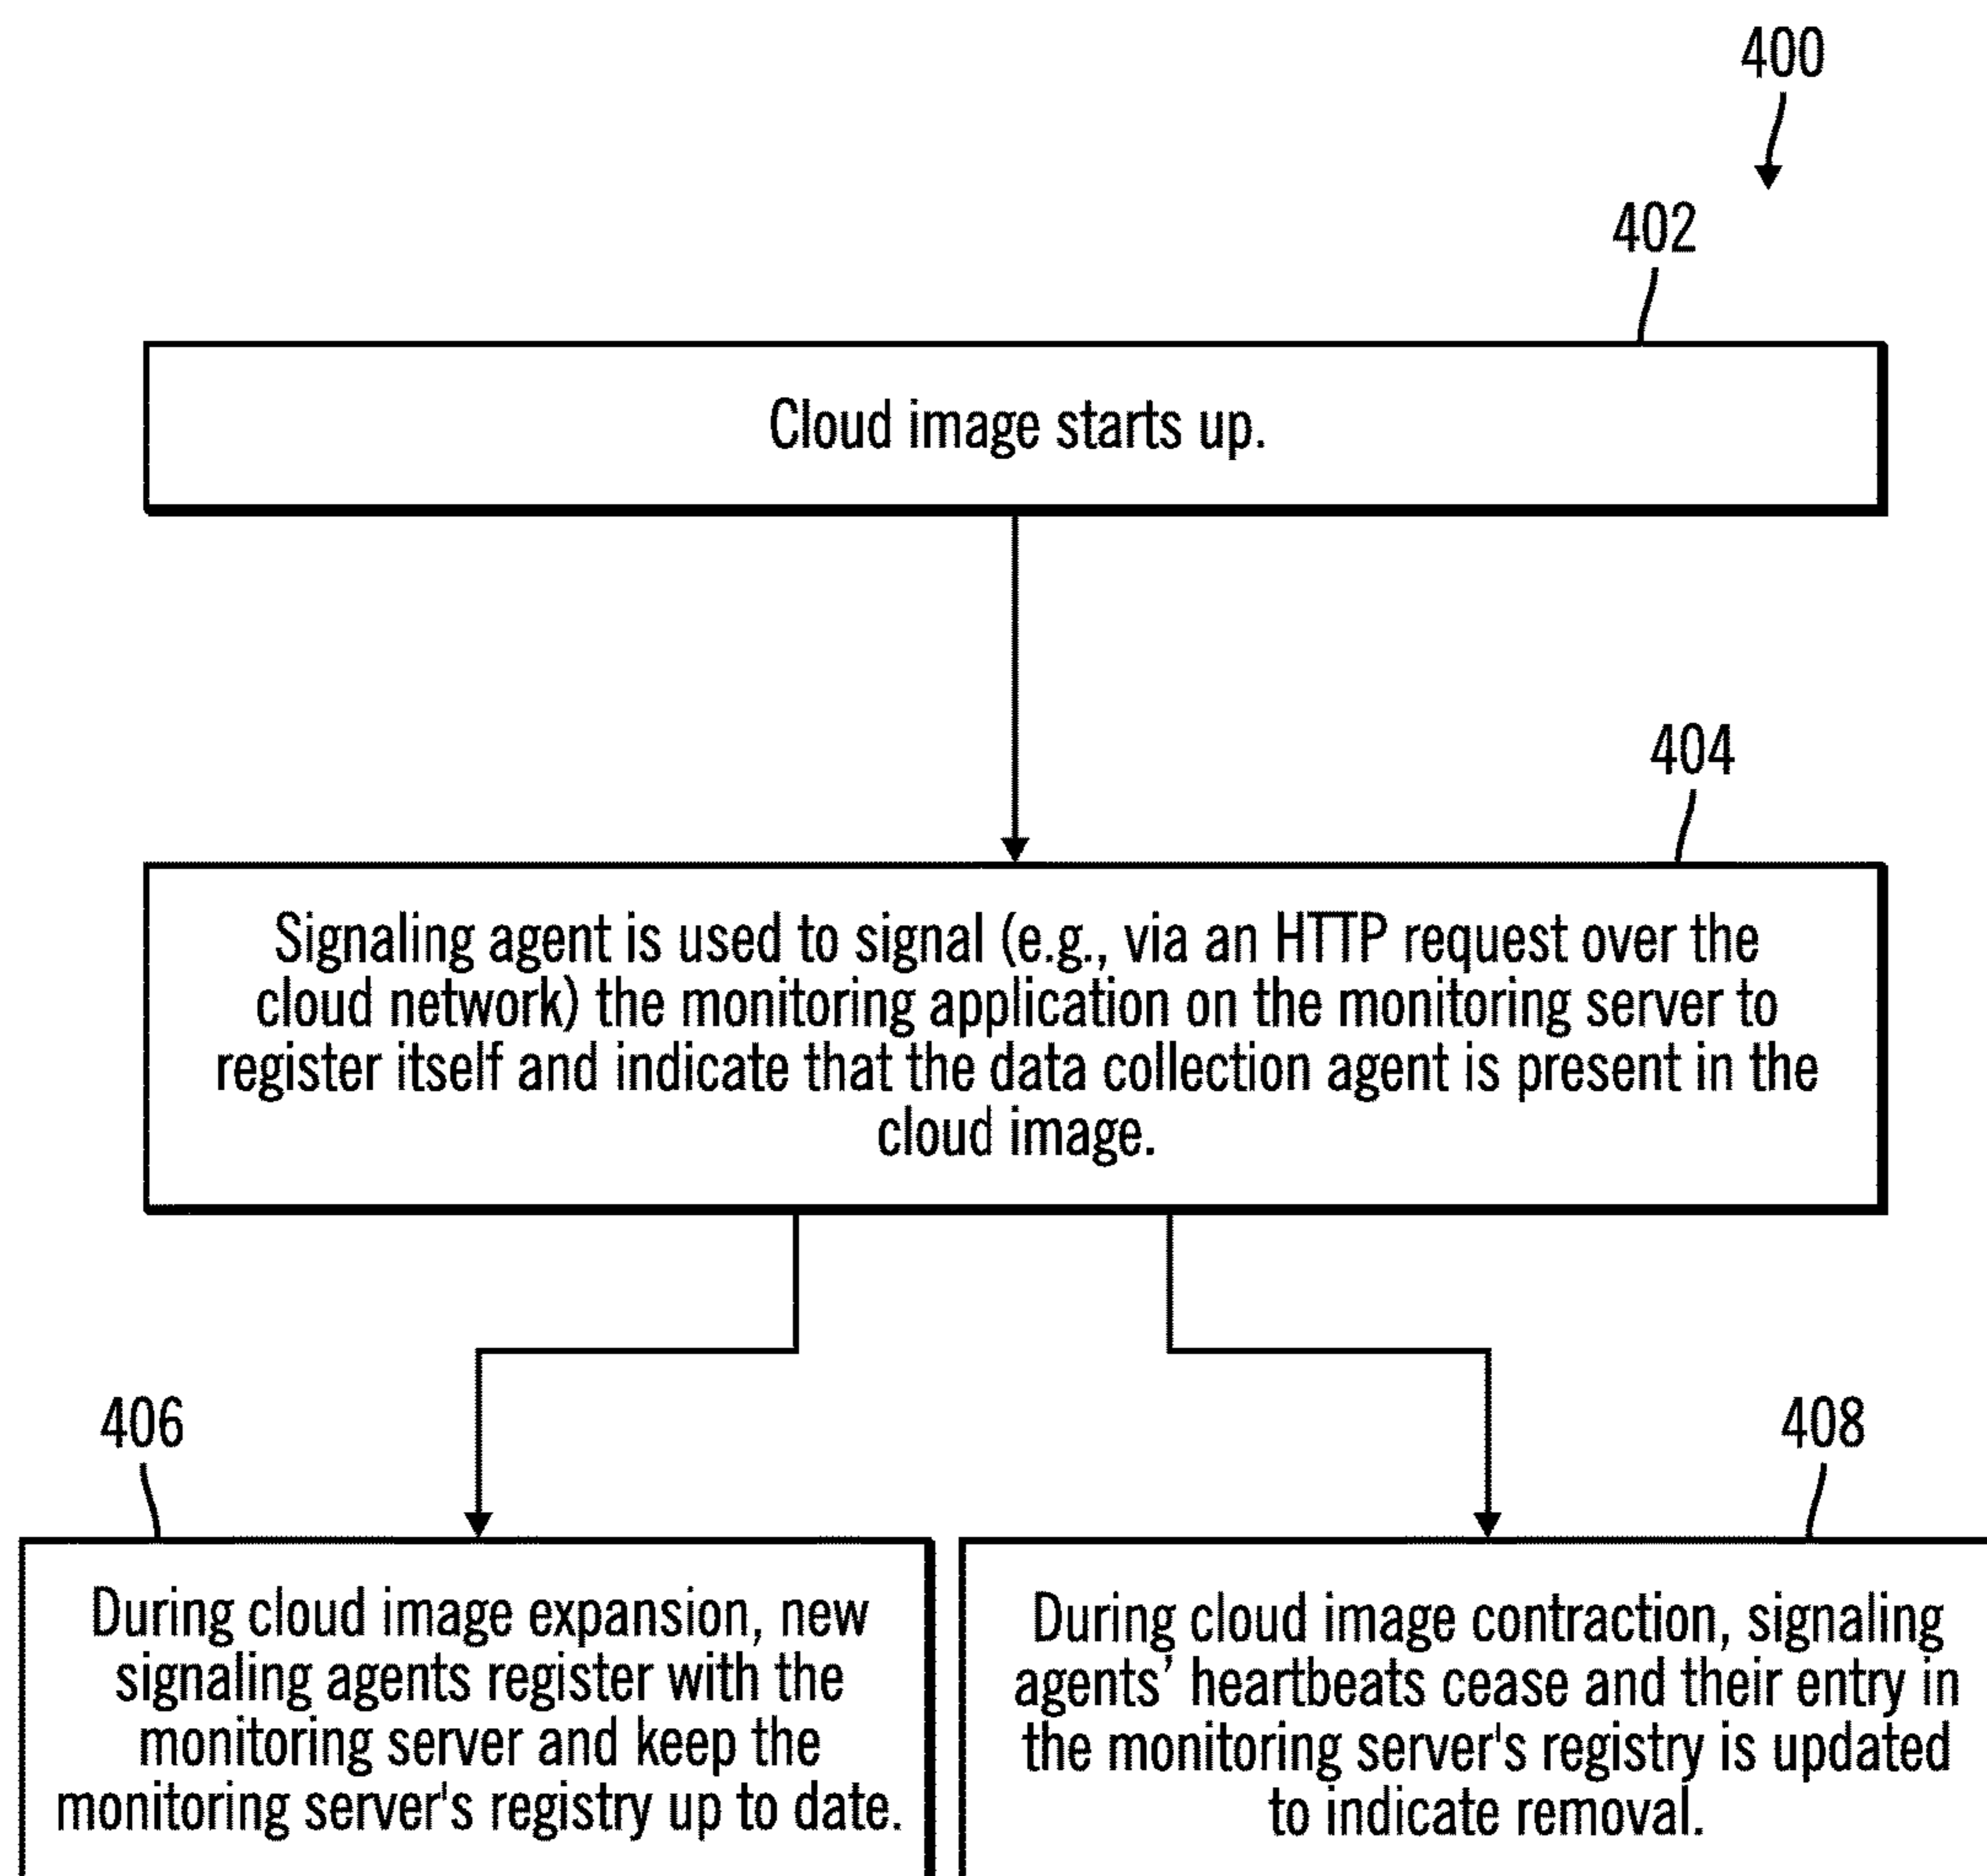 400
402
Cloud image starts up.
404
Signaling agent is used to signal (e.g., via an HTTP request over the
cloud network) the monitoring application on the monitoring server to
register itself and indicate that the data collection agent is present in the
cloud image.
406
During cloud image expansion, new
signaling agents register with the
monitoring server and keep the
monitoring server's registry up to date.
408
During cloud image contraction, signaling
agents’ heartbeats cease and their entry in
the monitoring server's registry is updated
to indicate removal.